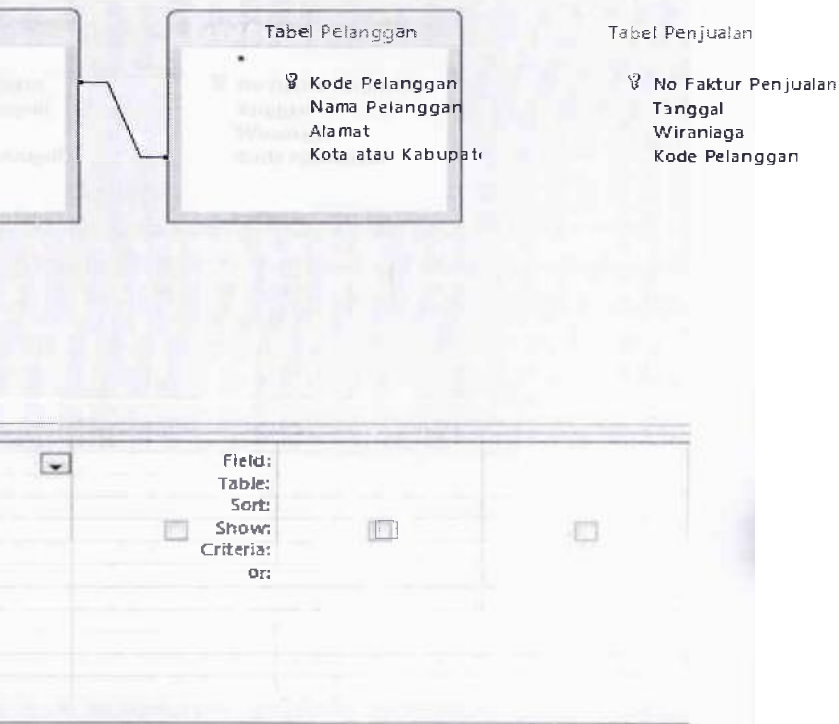 Tabel Pelanggan
Kode Pelanggan
Nama Pelanggan
Alamat
Kota atau Kabupat
Tabel Penjualan
No Faktur Penjualan
Tanggal
Wiraniaga
Kode Pelanggan
Field:
Table:
Sort:
Show:
Criteria:
or: